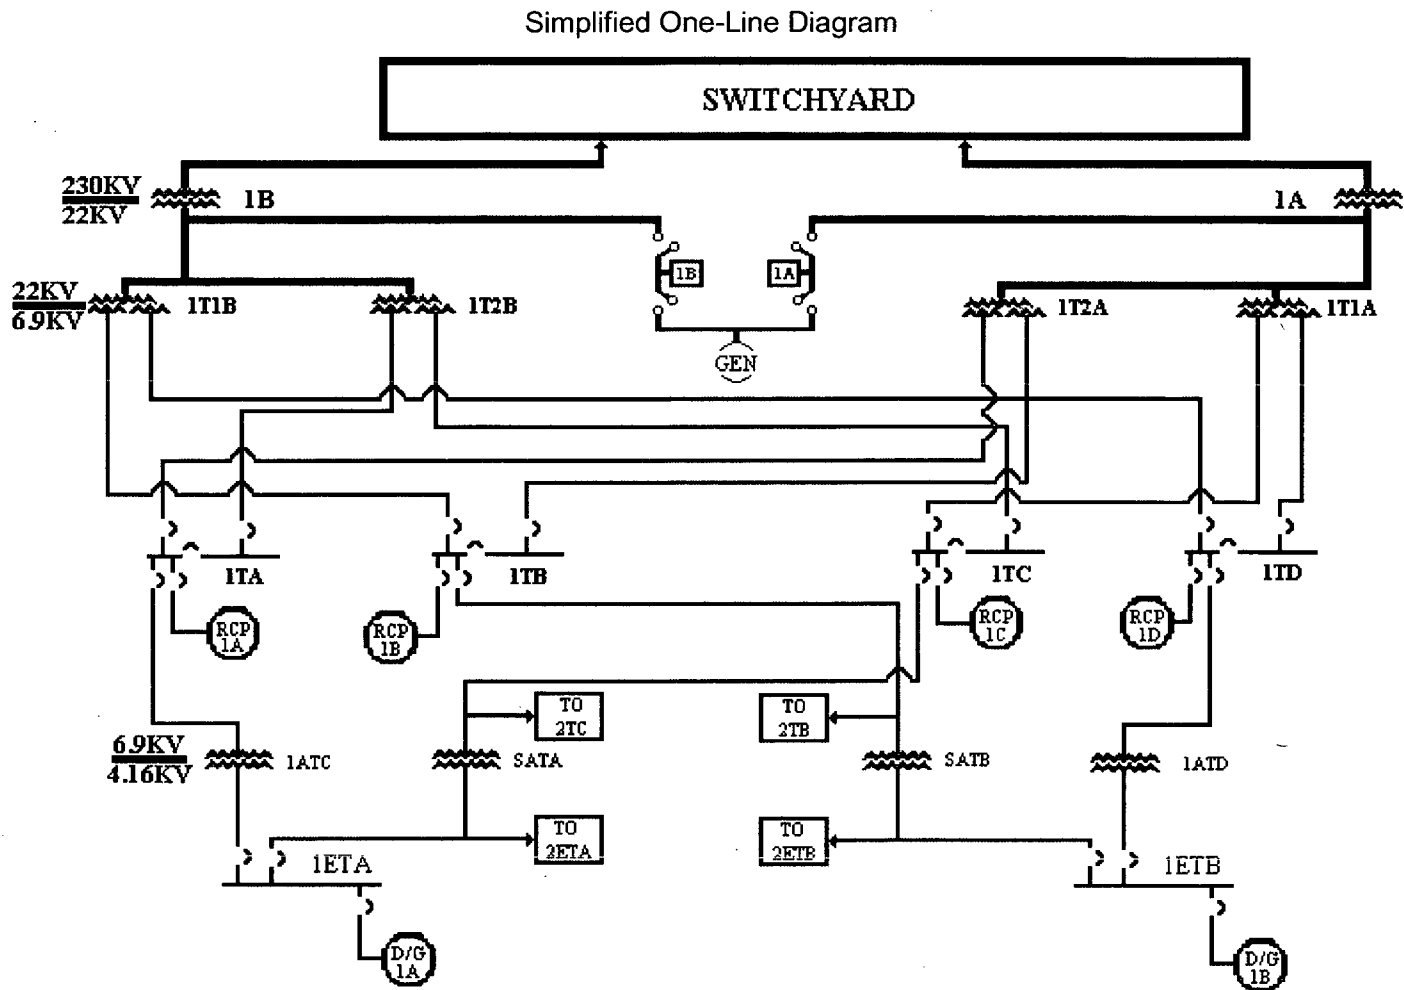 Simplified One-Line Diagram
SWITCHYARD
230KV
22KV
1B
1A
1B
1A
22KV
6.9KV
1T1B
1T2B
1T2A
1T1A
GEN
1TA
1TB
1TC
1TD
RCP
1A
RCP
1B
RCP
1C
RCP
1D
TO
2TC
TO
2TB
6.9KV
4.16KV
1ATC
SATA
SATB
1ATD
TO
2ETA
TO
2ETB
1ETA
1ETB
D/G
1A
D/G
1B